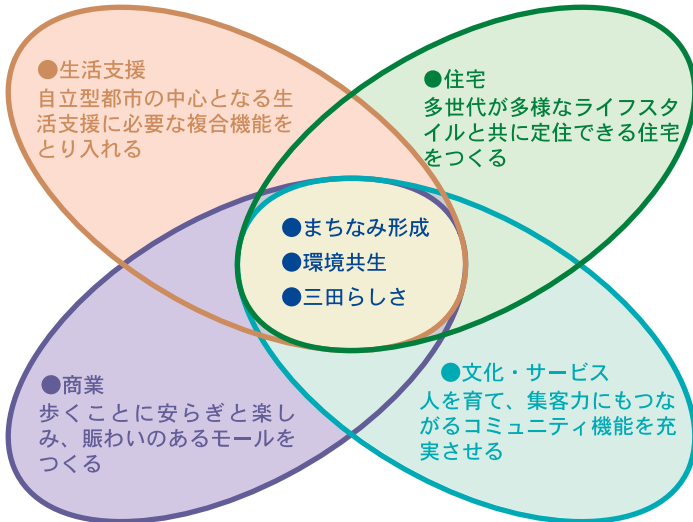 ●生活支援
自立型都市の中心となる生
活支援に必要な複合機能を
とり入れる
●住宅
多世代が多様なライフスタ
イルと共に定住できる住宅
をつくる
●まちなみ形成
●環境共生
●三田らしさ
●商業
歩くことに安らぎと楽し
み、賑わいのあるモールを
つくる
●文化・サービス
人を育て、集客力にもつな
がるコミュニティ機能を充
実させる